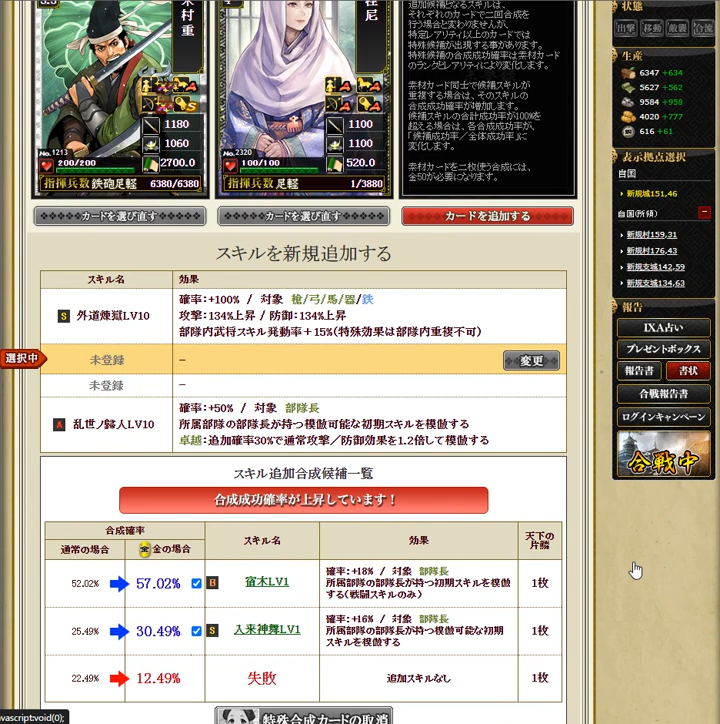 村重
No.1213
200/200
1180
1060
2700.0
指揮兵数 鉄砲足軽 6380/6380
桂尼
No.2320
100/100
1100
1100
520.0
指揮兵数 足軽 1/3880
追加候補となるスキルは、
それぞれのカードで二回合成を
行う場合と変わりませんが、
特定レアリティ以上のカードでは
特殊候補が出現する事があります。
特殊候補の合成成功確率は素材カード
のランクとレアリティにより変化します。
素材カード同士で候補スキルが
重複する場合は、そのスキルの
合成成功確率が増加します。
候補スキルの合計成功率が100%を
超える場合は、各合成成功率が、
「候補成功率/全体成功率」に
変化します。
素材カードを二枚使う合成には、
金50が必要になります。
カードを選び直す
カードを選び直す
カードを追加する
スキルを新規追加する
スキル名
効果
S 外道煉獄LV10
確率:+100% / 対象 槍/弓/馬/器/鉄
攻撃:134%上昇 / 防御:134%上昇
部隊内武将スキル発動率+15%(特殊効果は部隊内重複不可)
選択中
未登録
-
変更
未登録
-
A 乱世ノ歸人LV10
確率:+50% / 対象 部隊長
所属部隊の部隊長が持つ模倣可能な初期スキルを模倣する
卓越:追加確率30%で通常攻撃/防御効果を1.2倍して模倣する
スキル追加合成候補一覧
合成成功確率が上昇しています!
合成確率
通常の場合
金 金の場合
スキル名
効果
天下の
片鱗
52.02%
57.02%
B 宿木LV1
確率:+18% / 対象 部隊長
所属部隊の部隊長が持つ初期スキルを模倣
する(戦闘スキルのみ)
1枚
25.49%
30.49%
S 入来神舞LV1
確率:+16% / 対象 部隊長
所属部隊の部隊長が持つ模倣可能な初期
スキルを模倣する
1枚
22.49%
12.49%
失敗
追加スキルなし
1枚
特殊合成カードの取消
avascript:void(0);
状態
出撃
移動
敵襲
合流
生産
6347 +634
5627 +562
9584 +958
4020 +777
616 +61
表示拠点選択
自国
新規城151,46
自国(所領)
新規村159,31
新規村176,43
新規支城142,59
新規支城134,63
報告
IXA占い
プレゼントボックス
報告書
書状
合戦報告書
ログインキャンペーン
合戦中